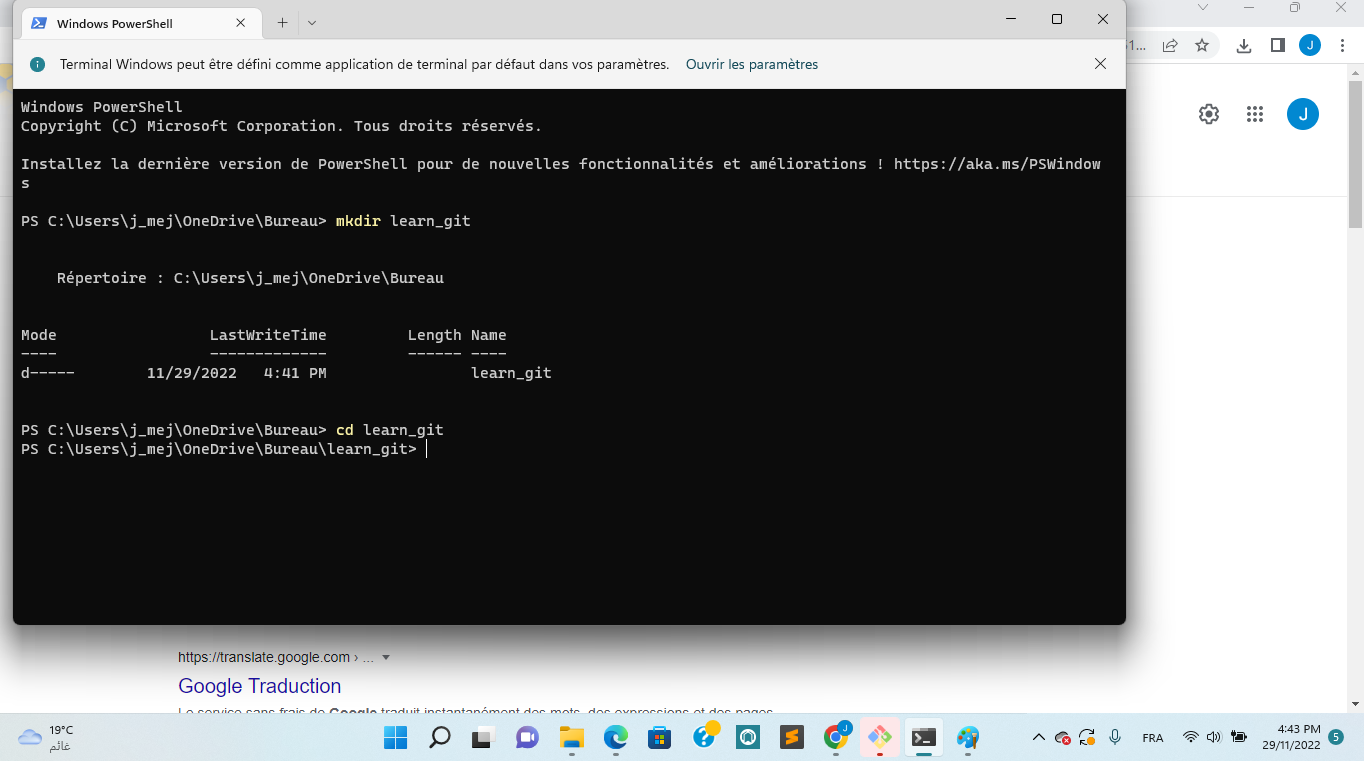 Windows PowerShell
1...
Terminal Windows peut être défini comme application de terminal par défaut dans vos paramètres. Ouvrir les paramètres
J
Windows PowerShell
Copyright (C) Microsoft Corporation. Tous droits réservés.
J
Installez la dernière version de PowerShell pour de nouvelles fonctionnalités et améliorations ! https://aka.ms/PSWindow
s
PS C:\Users\j_mej\OneDrive\Bureau> mkdir learn_git
Répertoire : C:\Users\j_mej\OneDrive\Bureau
Mode LastWriteTime Length Name
---- ------------- ------ ----
d----- 11/29/2022 4:41 PM learn_git
PS C:\Users\j_mej\OneDrive\Bureau> cd learn_git
PS C:\Users\j_mej\OneDrive\Bureau\learn_git>
https://translate.google.com › ...
Google Traduction
Le service sans frais de Google traduit instantanément des mots, des expressions et des pages
19°C
غائم
J
FRA
4:43 PM
29/11/2022
5